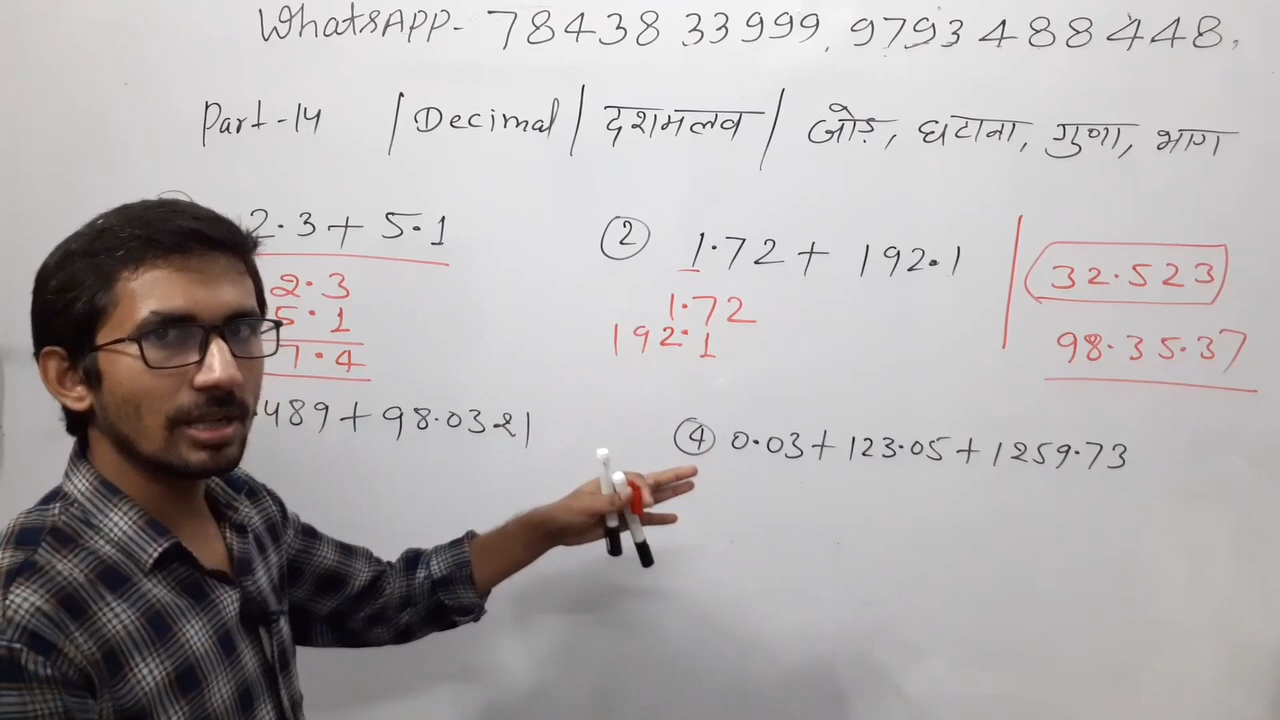 WhatsAPP- 7843833999, 9793488448,
Part-14 / Decimal / दशमलव / जोड़, घटाना, गुणा, भाग
2.3 + 5.1
2.3
5.1
7.4
② 1.72 + 192.1
1.72
192.1
32.523
98.35.37
.489 + 98.0321
④ 0.03 + 123.05 + 1259.73